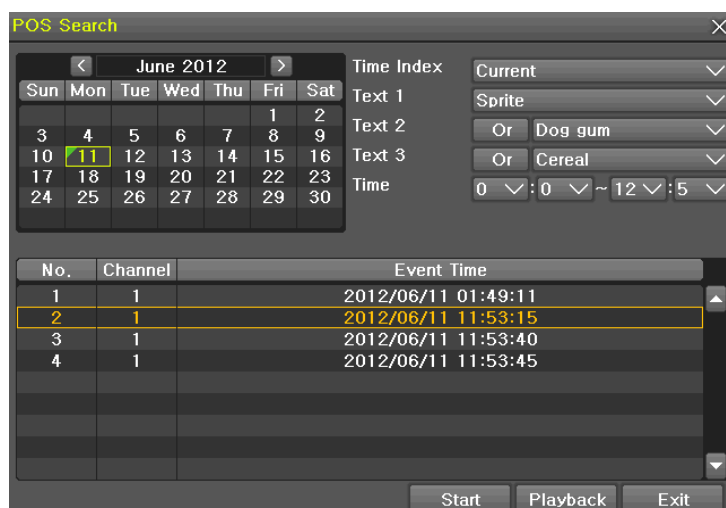 POS Search
June 2012
Sun Mon Tue Wed Thu Fri Sat
1 2
3 4 5 6 7 8 9
10 11 12 13 14 15 16
17 18 19 20 21 22 23
24 25 26 27 28 29 30
Time Index Current
Text 1 Sprite
Text 2 Or Dog gum
Text 3 Or Cereal
Time 0 : 0 ~ 12 : 5
No. Channel Event Time
1 1 2012/06/11 01:49:11
2 1 2012/06/11 11:53:15
3 1 2012/06/11 11:53:40
4 1 2012/06/11 11:53:45
Start Playback Exit